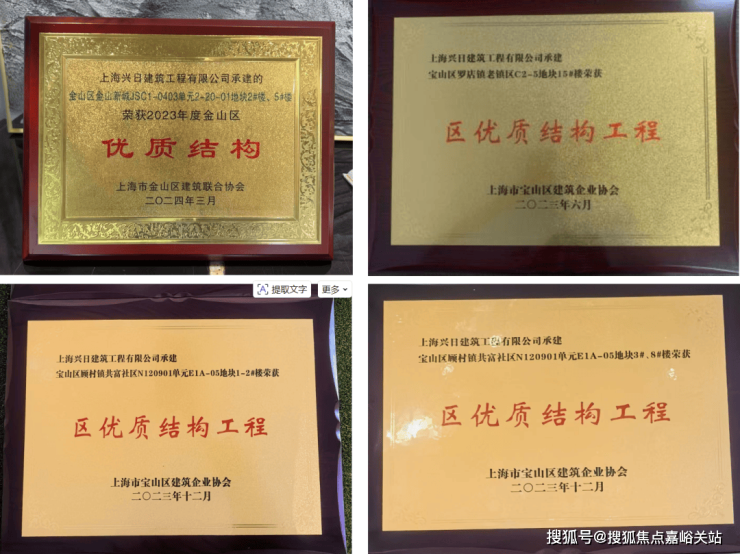 上海兴日建筑工程有限公司承建的
金山区金山新城JSC1-0403单元2-20-01地块2#楼、5#楼
荣获2023年度金山区
优质结构
上海市金山区建筑联合协会
二〇二四年三月
上海兴日建筑工程有限公司承建
宝山区罗店镇老镇区C2-5地块15#楼荣获
区优质结构工程
上海市宝山区建筑企业协会
二〇二三年六月
提取文字 更多
上海兴日建筑工程有限公司承建
宝山区顾村镇共富社区N120901单元E1A-05地块1-2#楼荣获
区优质结构工程
上海市宝山区建筑企业协会
二〇二三年十二月
上海兴日建筑工程有限公司承建
宝山区顾村镇共富社区N120901单元E1A-05地块3#、8#楼荣获
区优质结构工程
上海市宝山区建筑企业协会
二〇二三年十二月
搜狐号@搜狐焦点嘉峪关站